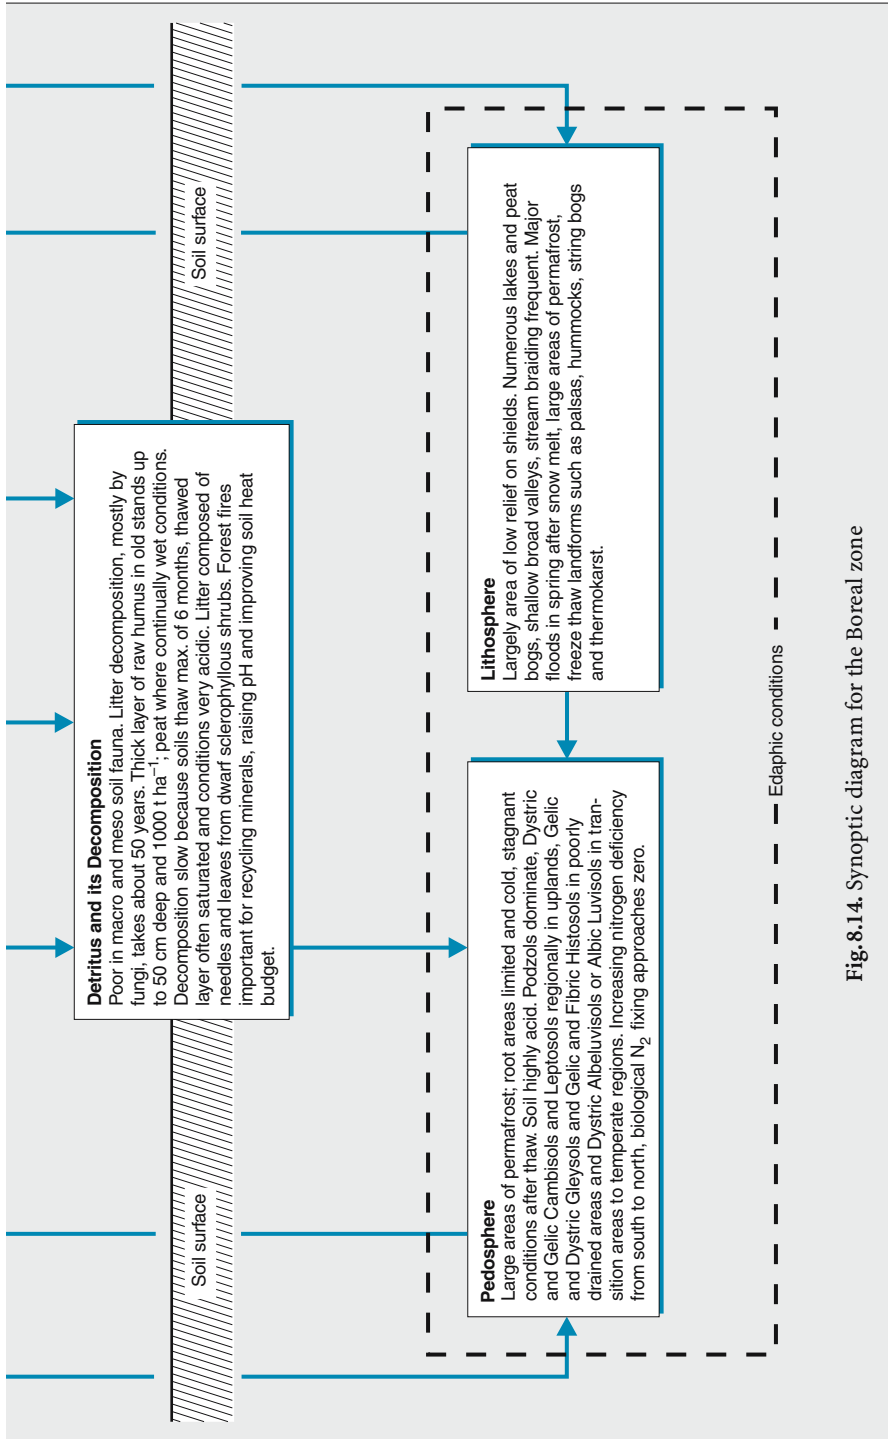 Detritus and its Decomposition
Poor in macro and meso soil fauna. Litter decomposition, mostly by
fungi, takes about 50 years. Thick layer of raw humus in old stands up
to 50 cm deep and 1000 t ha⁻¹; peat where continually wet conditions.
Decomposition slow because soils thaw max. of 6 months, thawed
layer often saturated and conditions very acidic. Litter composed of
needles and leaves from dwarf sclerophyllous shrubs. Forest fires
important for recycling minerals, raising pH and improving soil heat
budget.
Soil surface
Soil surface
Pedosphere
Large areas of permafrost; root areas limited and cold, stagnant
conditions after thaw. Soil highly acid. Podzols dominate, Dystric
and Gelic Cambisols and Leptosols regionally in uplands, Gelic
and Dystric Gleysols and Gelic and Fibric Histosols in poorly
drained areas and Dystric Albeluvisols or Albic Luvisols in tran-
sition areas to temperate regions. Increasing nitrogen deficiency
from south to north, biological N₂ fixing approaches zero.
Lithosphere
Largely area of low relief on shields. Numerous lakes and peat
bogs, shallow broad valleys, stream braiding frequent. Major
floods in spring after snow melt, large areas of permafrost,
freeze thaw landforms such as palsas, hummocks, string bogs
and thermokarst.
Edaphic conditions
Fig. 8.14. Synoptic diagram for the Boreal zone